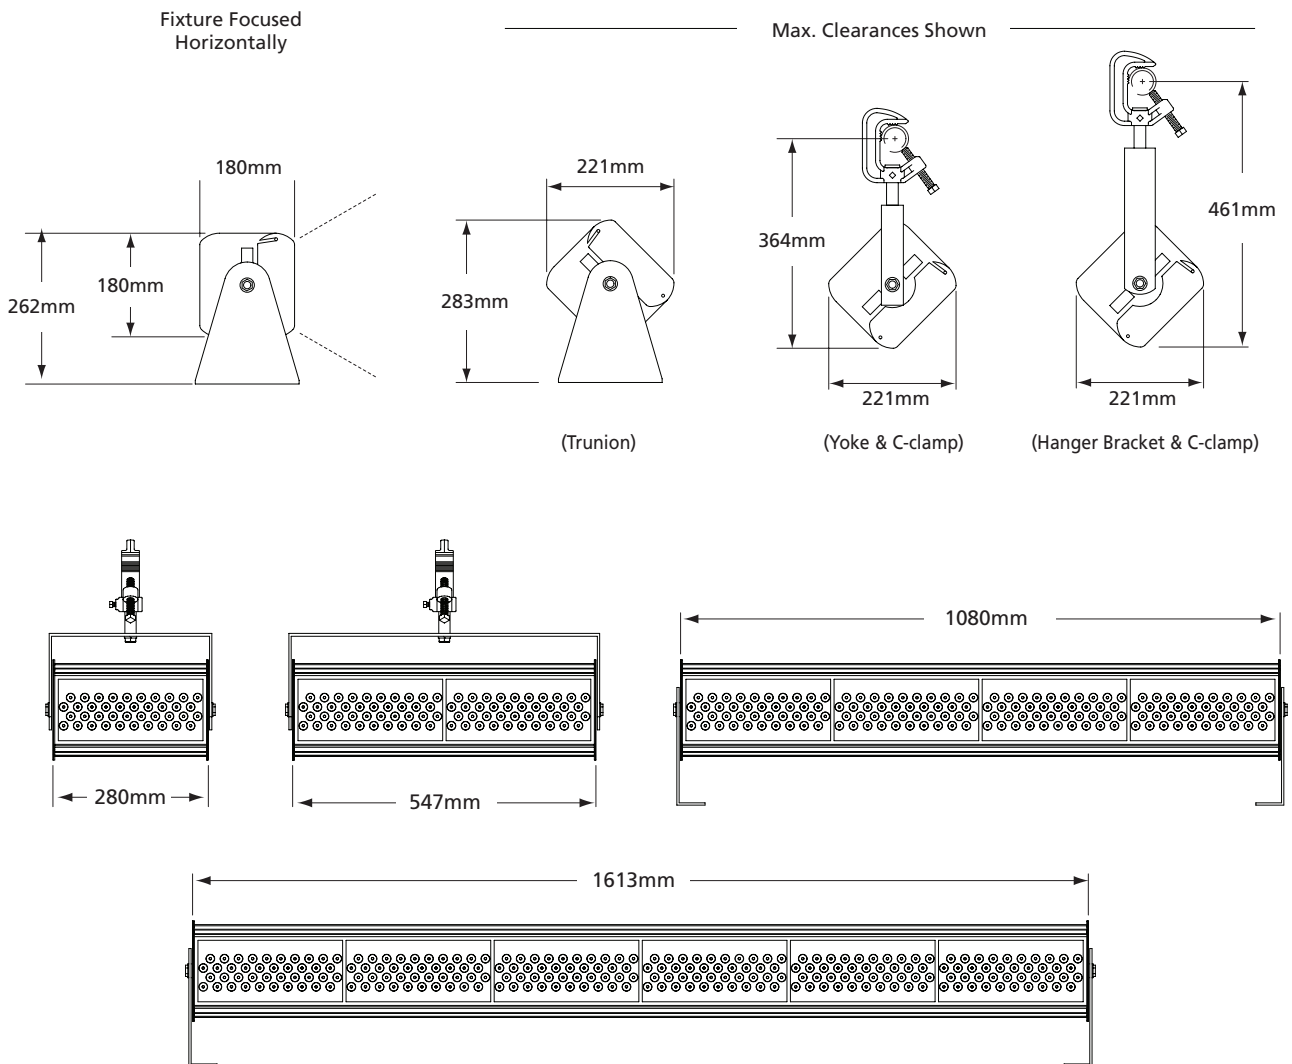 Fixture Focused
Horizontally
Max. Clearances Shown
180mm
180mm
262mm
221mm
283mm
364mm
221mm
461mm
221mm
(Trunion)
(Yoke & C-clamp)
(Hanger Bracket & C-clamp)
280mm
547mm
1080mm
1613mm